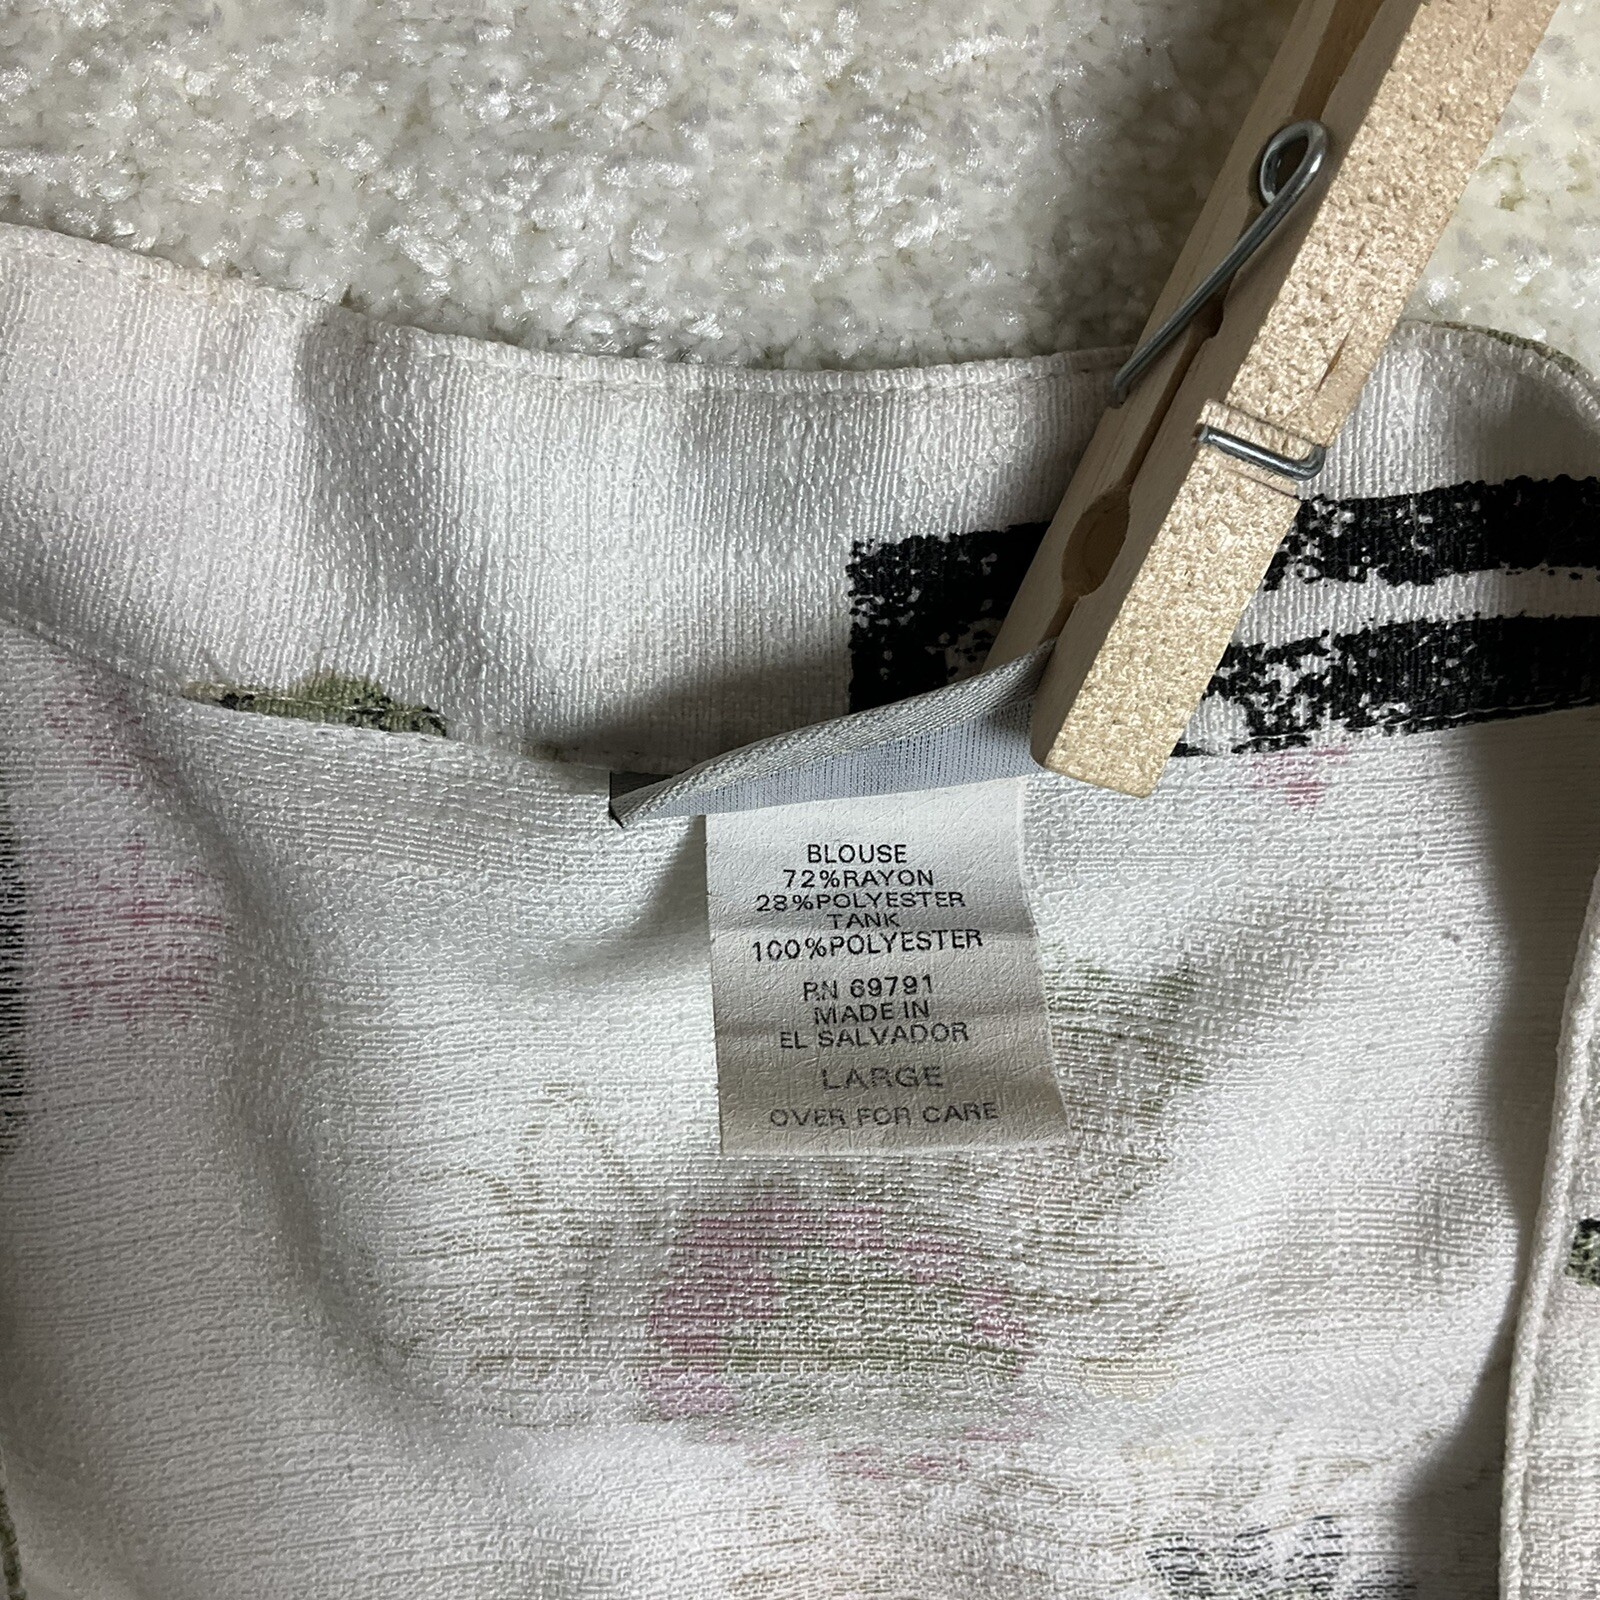 BLOUSE
72%RAYON
28%POLYESTER
TANK
100%POLYESTER
RN 69791
MADE IN
EL SALVADOR
LARGE
OVER FOR CARE